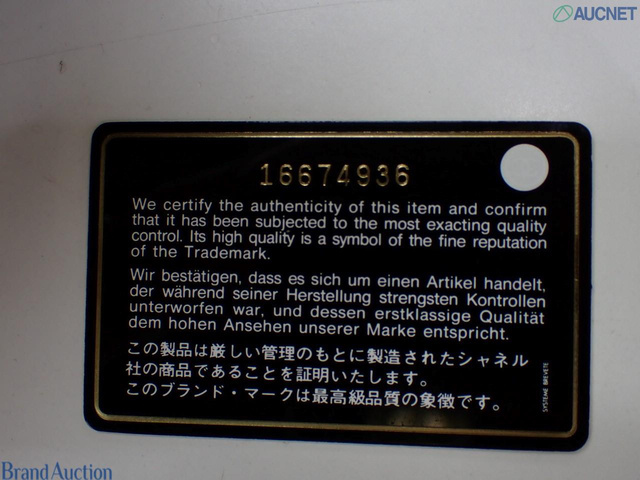 AUCNET
16674936
We certify the authenticity of this item and confirm
that it has been subjected to the most exacting quality
control. Its high quality is a symbol of the fine reputation
of the Trademark.
Wir bestätigen, dass es sich um einen Artikel handelt,
der während seiner Herstellung strengsten Kontrollen
unterworfen war, und dessen erstklassige Qualität
dem hohen Ansehen unserer Marke entspricht.
この製品は厳しい管理のもとに製造されたシャネル
社の商品であることを証明いたします。
このブランド・マークは最高級品質の象徴です。
SYSTEME BREVETE
Brand Auction